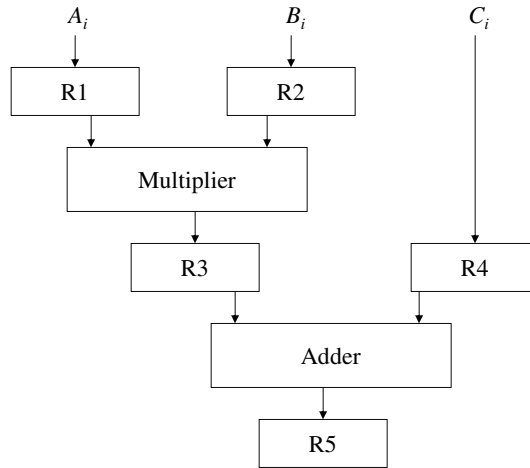 A_i B_i C_i
R1 R2
Multiplier
R3 R4
Adder
R5